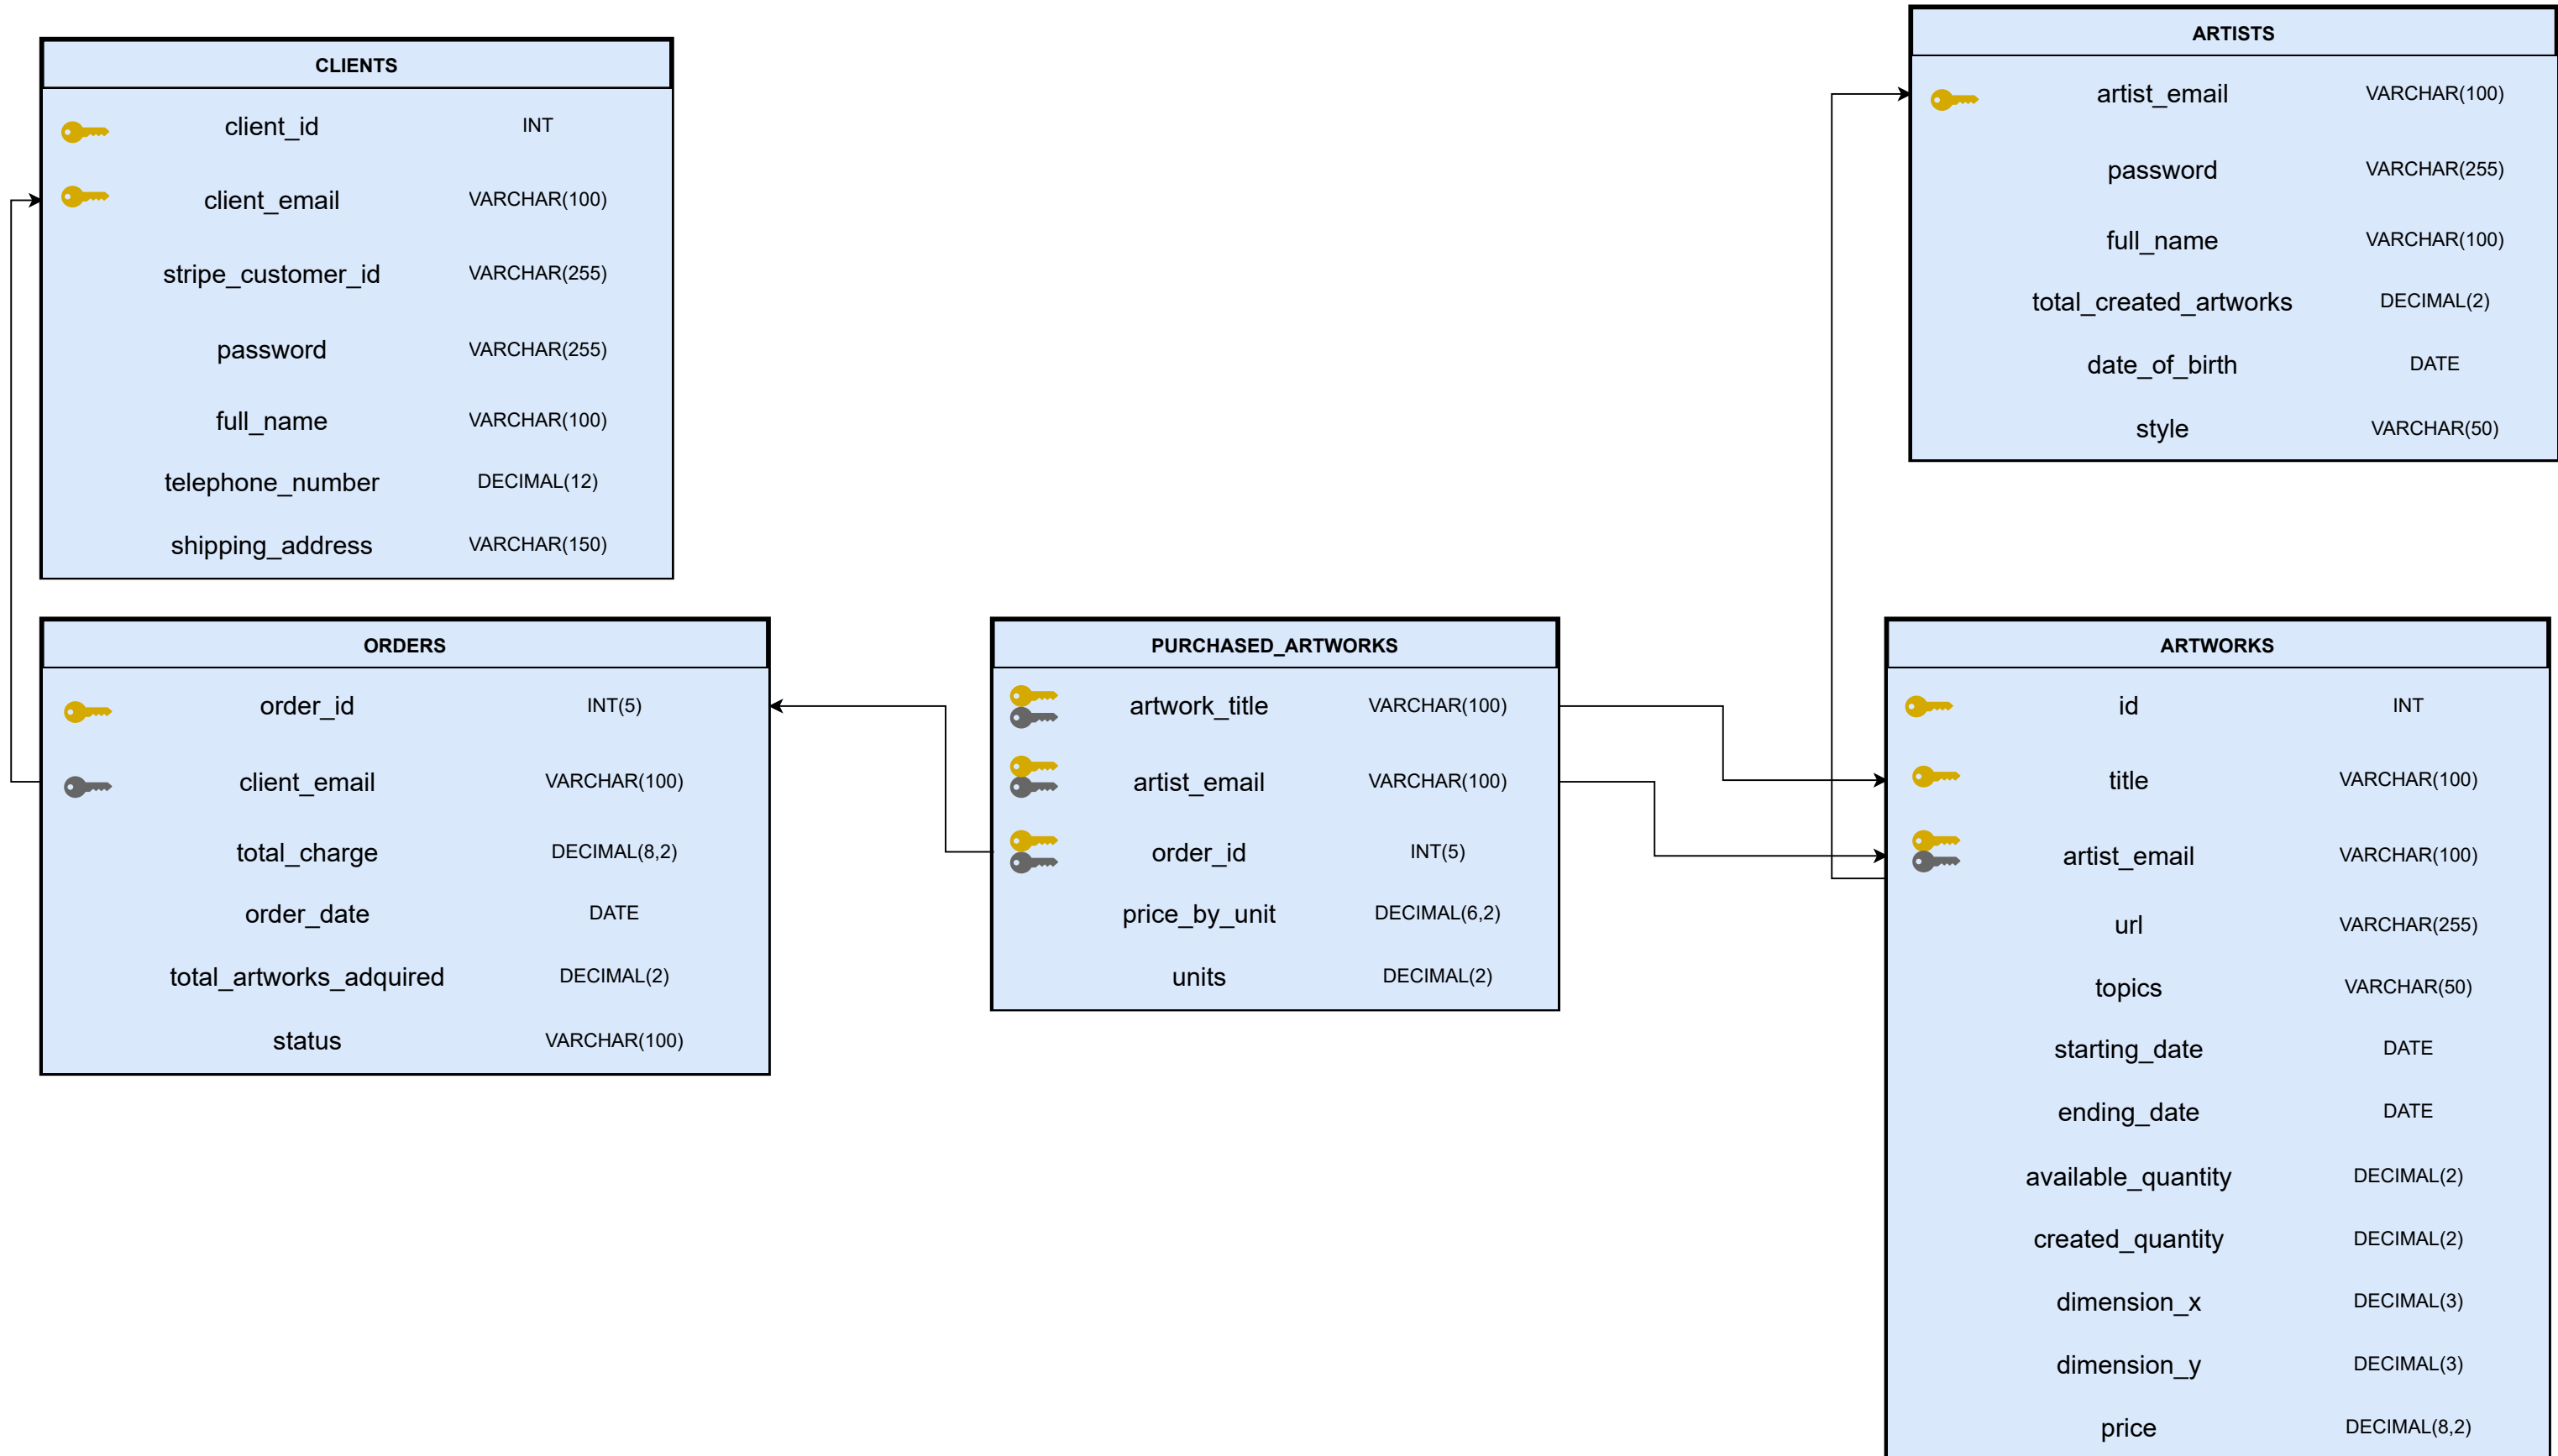 CLIENTS
client_id INT
client_email VARCHAR(100)
stripe_customer_id VARCHAR(255)
password VARCHAR(255)
full_name VARCHAR(100)
telephone_number DECIMAL(12)
shipping_address VARCHAR(150)
ARTISTS
artist_email VARCHAR(100)
password VARCHAR(255)
full_name VARCHAR(100)
total_created_artworks DECIMAL(2)
date_of_birth DATE
style VARCHAR(50)
ORDERS
order_id INT(5)
client_email VARCHAR(100)
total_charge DECIMAL(8,2)
order_date DATE
total_artworks_adquired DECIMAL(2)
status VARCHAR(100)
PURCHASED_ARTWORKS
artwork_title VARCHAR(100)
artist_email VARCHAR(100)
order_id INT(5)
price_by_unit DECIMAL(6,2)
units DECIMAL(2)
ARTWORKS
id INT
title VARCHAR(100)
artist_email VARCHAR(100)
url VARCHAR(255)
topics VARCHAR(50)
starting_date DATE
ending_date DATE
available_quantity DECIMAL(2)
created_quantity DECIMAL(2)
dimension_x DECIMAL(3)
dimension_y DECIMAL(3)
price DECIMAL(8,2)